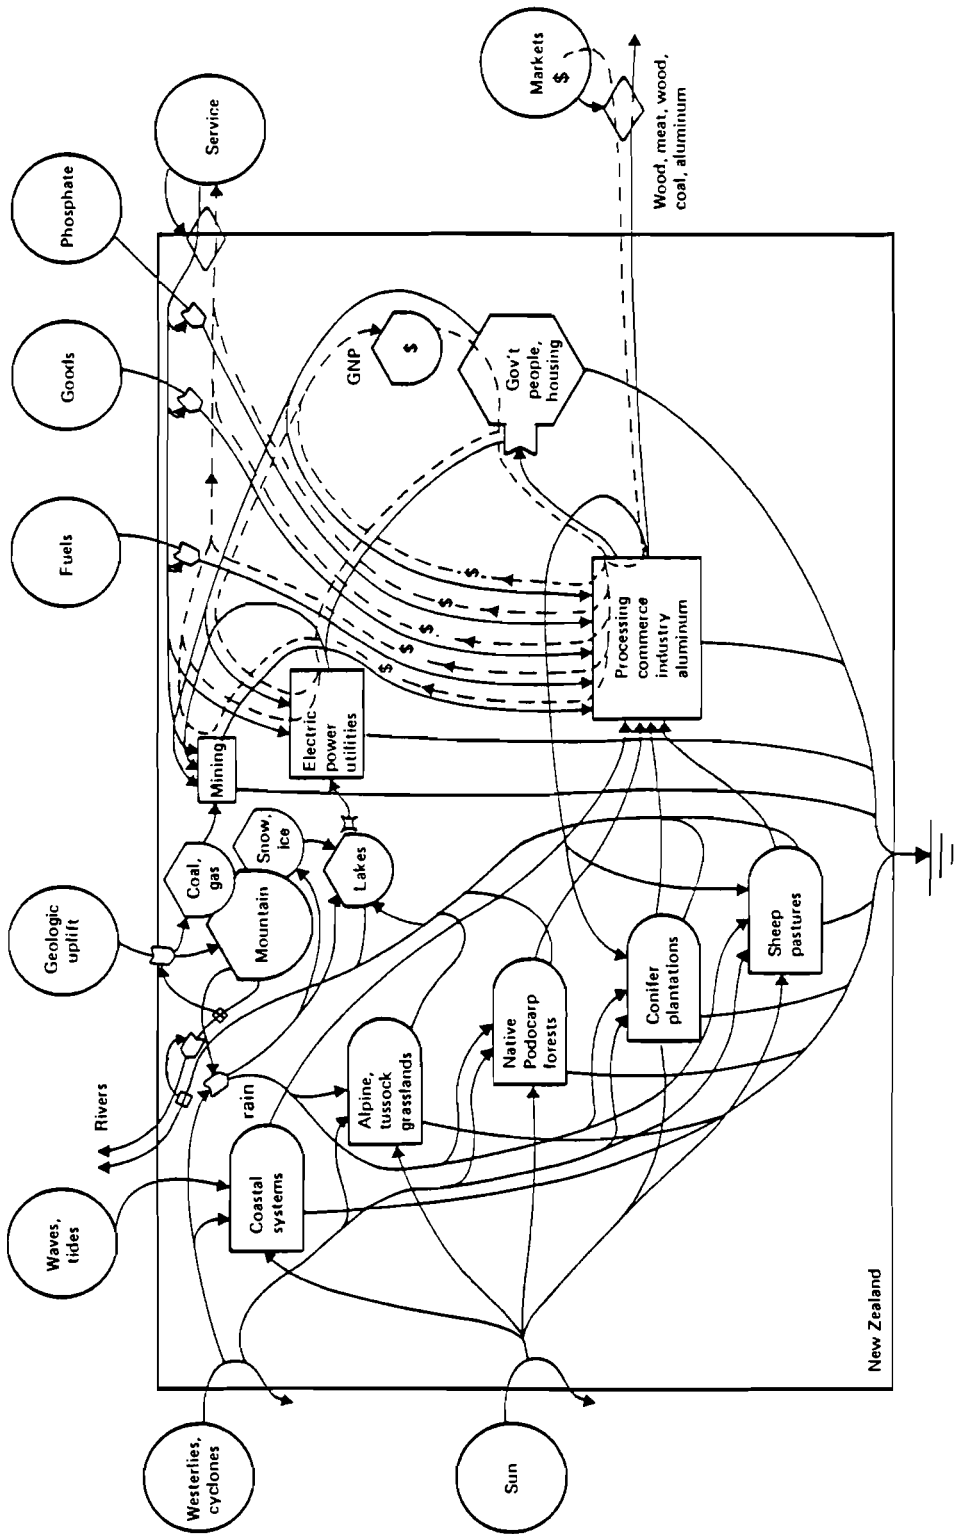 Westerlies,
cyclones
Waves,
tides
Rivers
Geologic
uplift
Fuels
Goods
Phosphate
Service
Sun
Coastal
systems
rain
Mountain
Coal,
gas
Snow,
ice
Lakes
Mining
Electric
power
utilities
Alpine,
tussock
grasslands
Native
Podocarp
forests
Conifer
plantations
Sheep
pastures
Processing
commerce
industry
aluminum
$
$
$
$
$
GNP
$
Gov't
people,
housing
Markets
$
Wood, meat, wood,
coal, aluminum
New Zealand